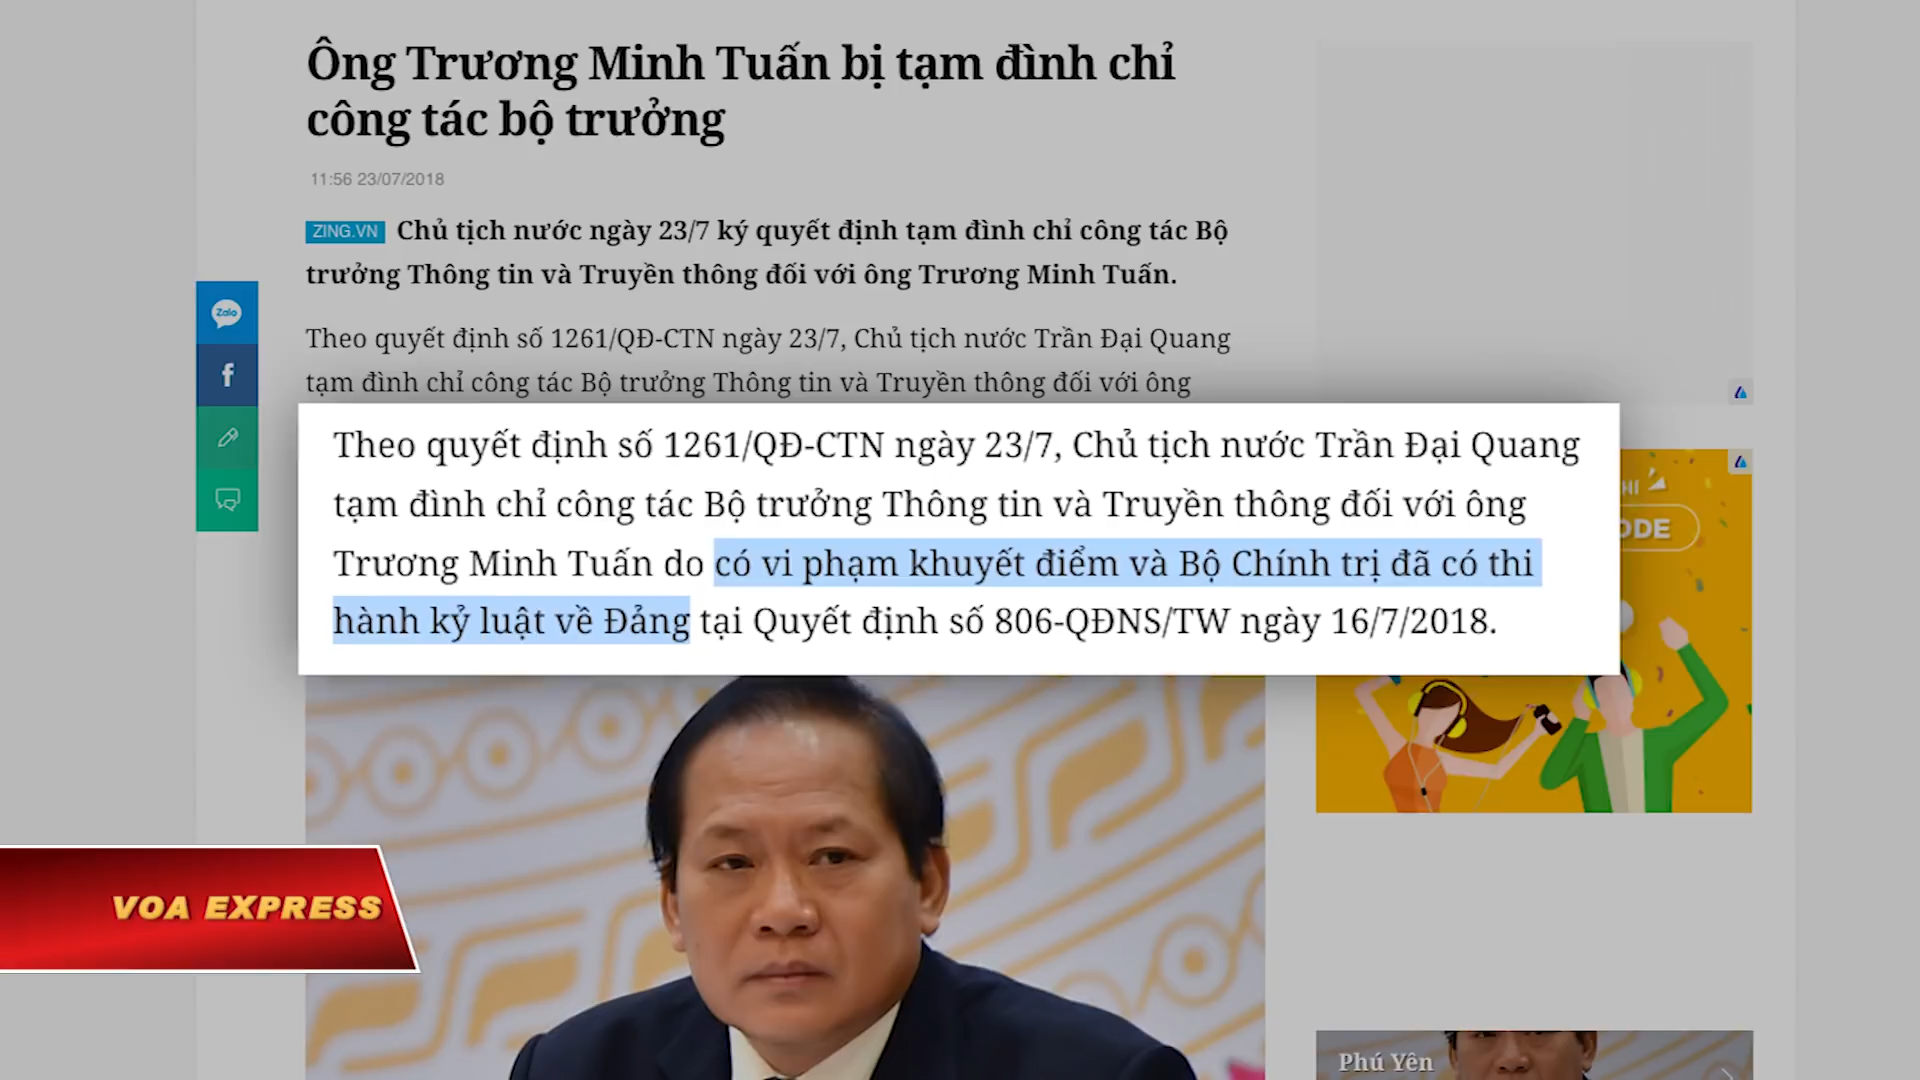 Ông Trương Minh Tuấn bị tạm đình chỉ
công tác bộ trưởng
11:56 23/07/2018
ZING.VN Chủ tịch nước ngày 23/7 ký quyết định tạm đình chỉ công tác Bộ
trưởng Thông tin và Truyền thông đối với ông Trương Minh Tuấn.
Theo quyết định số 1261/QĐ-CTN ngày 23/7, Chủ tịch nước Trần Đại Quang
tạm đình chỉ công tác Bộ trưởng Thông tin và Truyền thông đối với ông
Zalo
f
Theo quyết định số 1261/QĐ-CTN ngày 23/7, Chủ tịch nước Trần Đại Quang
tạm đình chỉ công tác Bộ trưởng Thông tin và Truyền thông đối với ông
Trương Minh Tuấn do có vi phạm khuyết điểm và Bộ Chính trị đã có thi
hành kỷ luật về Đảng tại Quyết định số 806-QĐNS/TW ngày 16/7/2018.
VOA EXPRESS
Phú Yên